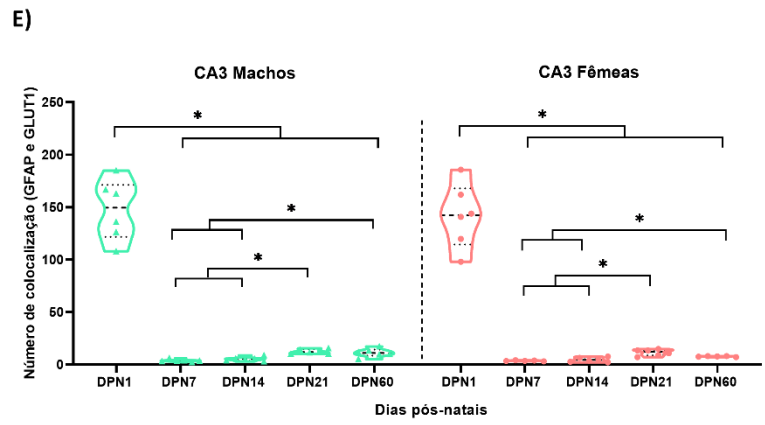 E)
CA3 Machos
CA3 Fêmeas
Número de colocalização (GFAP e GLUT1)
250
200
150
100
50
0
*
*
*
*
*
*
DPN1 DPN7 DPN14 DPN21 DPN60 DPN1 DPN7 DPN14 DPN21 DPN60
Dias pós-natais